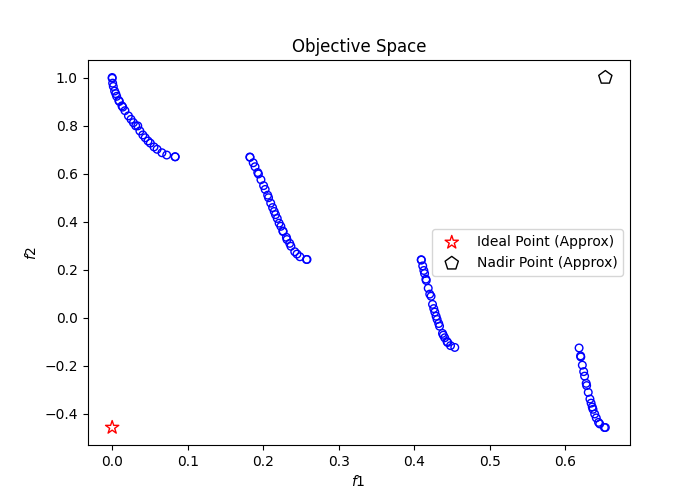 Objective Space
1.0
0.8
0.6
0.4
0.2
0.0
−0.2
−0.4
f2
Ideal Point (Approx)
Nadir Point (Approx)
0.0 0.1 0.2 0.3 0.4 0.5 0.6
f1